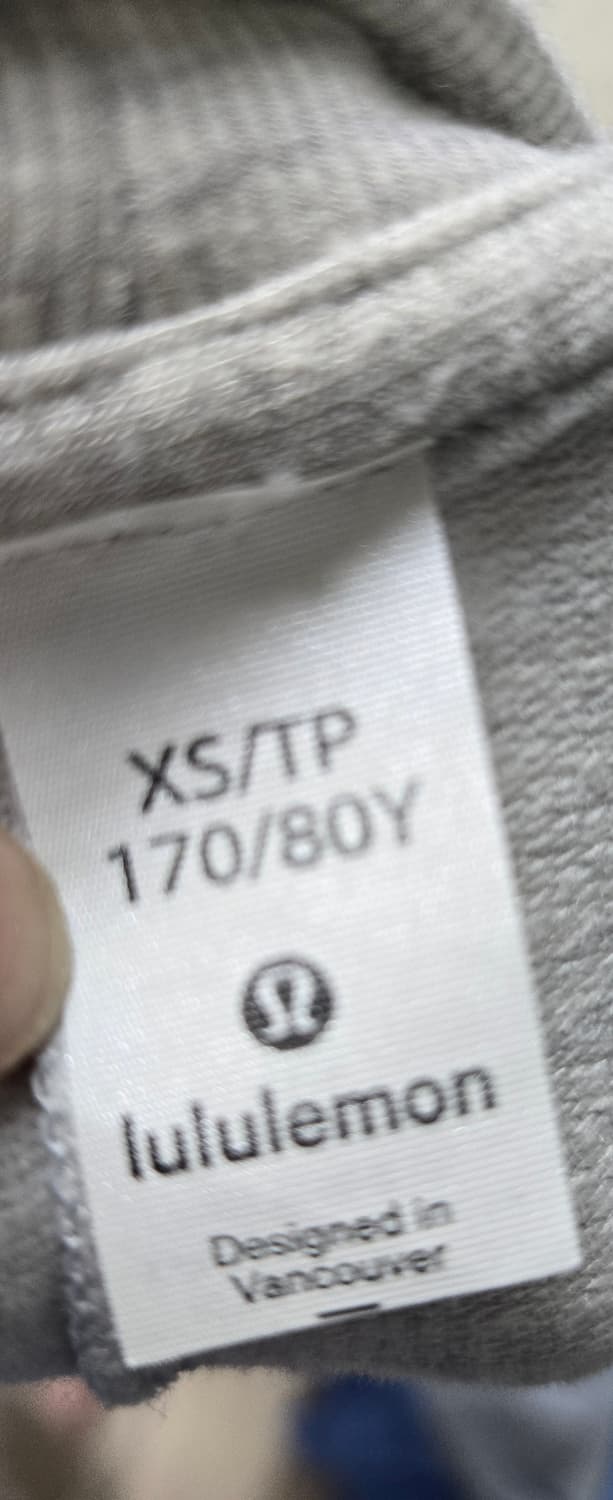 XS/TP
170/80Y
lululemon
Designed in
Vancouver